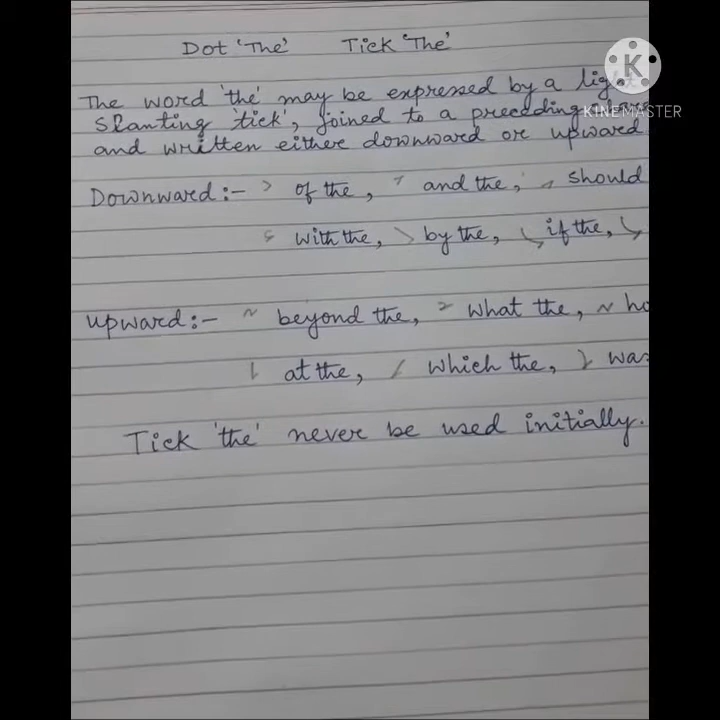 Dot 'The' Tick 'The'
K
KINEMASTER
The word 'the' may be expressed by a
slanting 'tick', joined to a preceding
and written either downward or upward
Downward:- of the, and the, should
with the, by the, if the,
upward:- beyond the, what the,
at the, which the, was
Tick 'the' never be used initially.